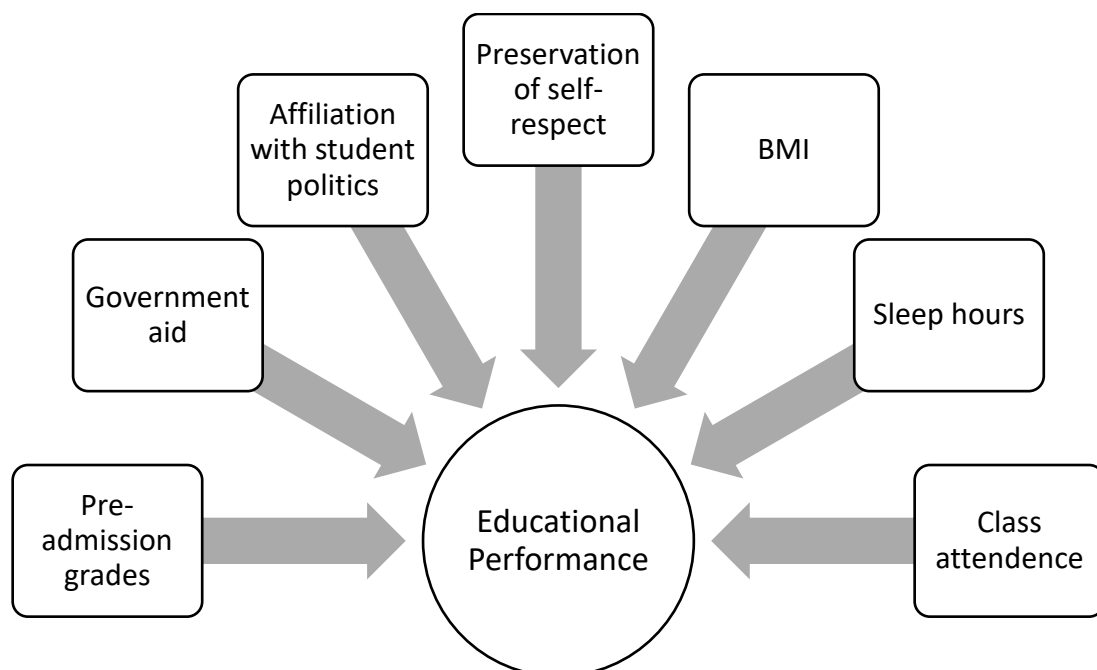 Preservation
of self-
respect
Affiliation
with student
politics
BMI
Government
aid
Sleep hours
Pre-
admission
grades
Educational
Performance
Class
attendence